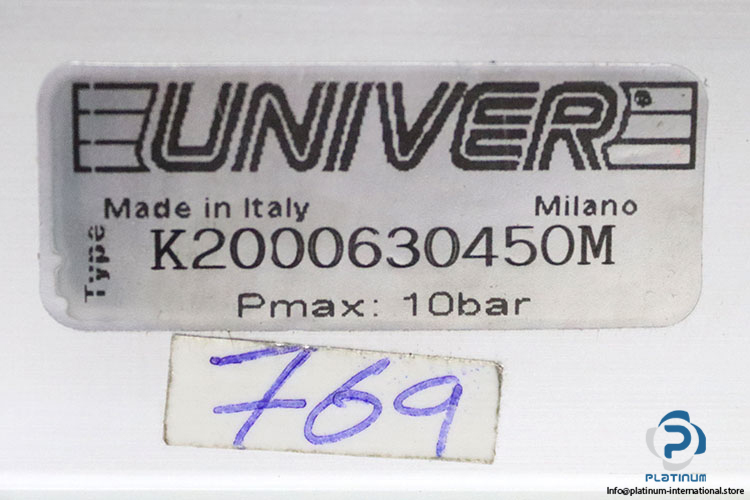 UNIVER®
Made in Italy Milano
Type K2000630450M
Pmax: 10bar
769
PLATINUM
Info@platinum-international.store